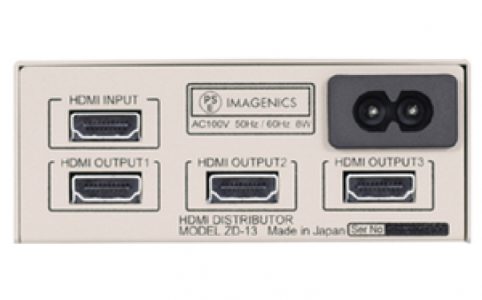 HDMI INPUT
PS
E
IMAGENICS
AC100V 50Hz / 60Hz 8W
HDMI OUTPUT1
HDMI OUTPUT2
HDMI OUTPUT3
HDMI DISTRIBUTOR
MODEL ZD-13 Made in Japan Ser No